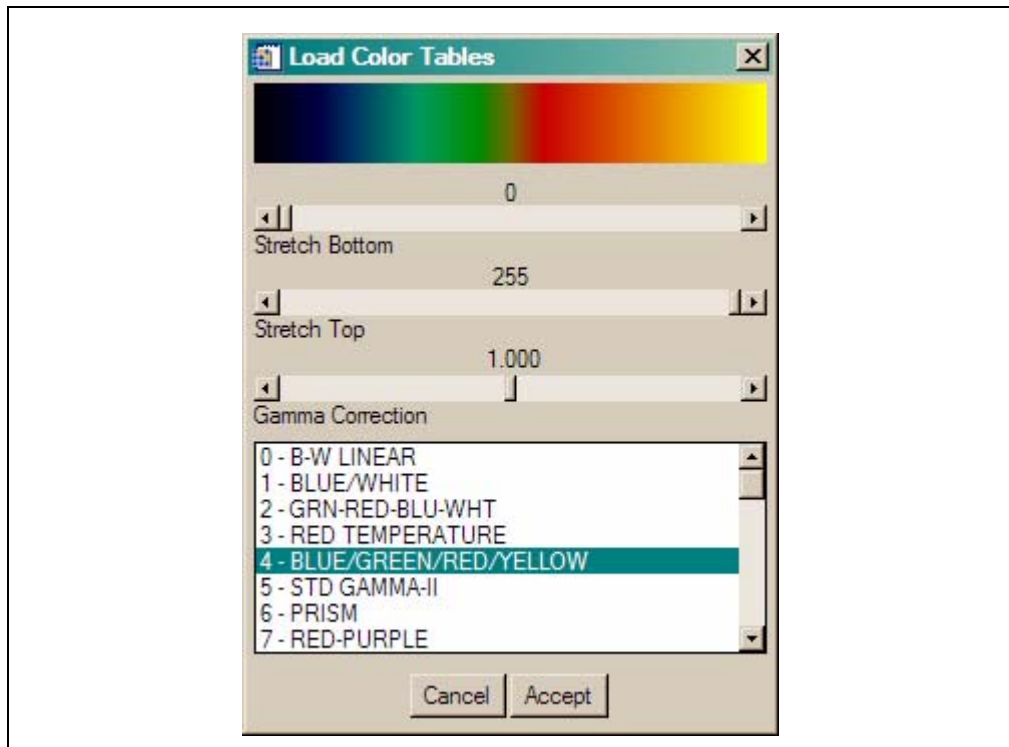 Load Color Tables
0
Stretch Bottom
255
Stretch Top
1.000
Gamma Correction
0 - B-W LINEAR
1 - BLUE/WHITE
2 - GRN-RED-BLU-WHT
3 - RED TEMPERATURE
4 - BLUE/GREEN/RED/YELLOW
5 - STD GAMMA-II
6 - PRISM
7 - RED-PURPLE
Cancel Accept